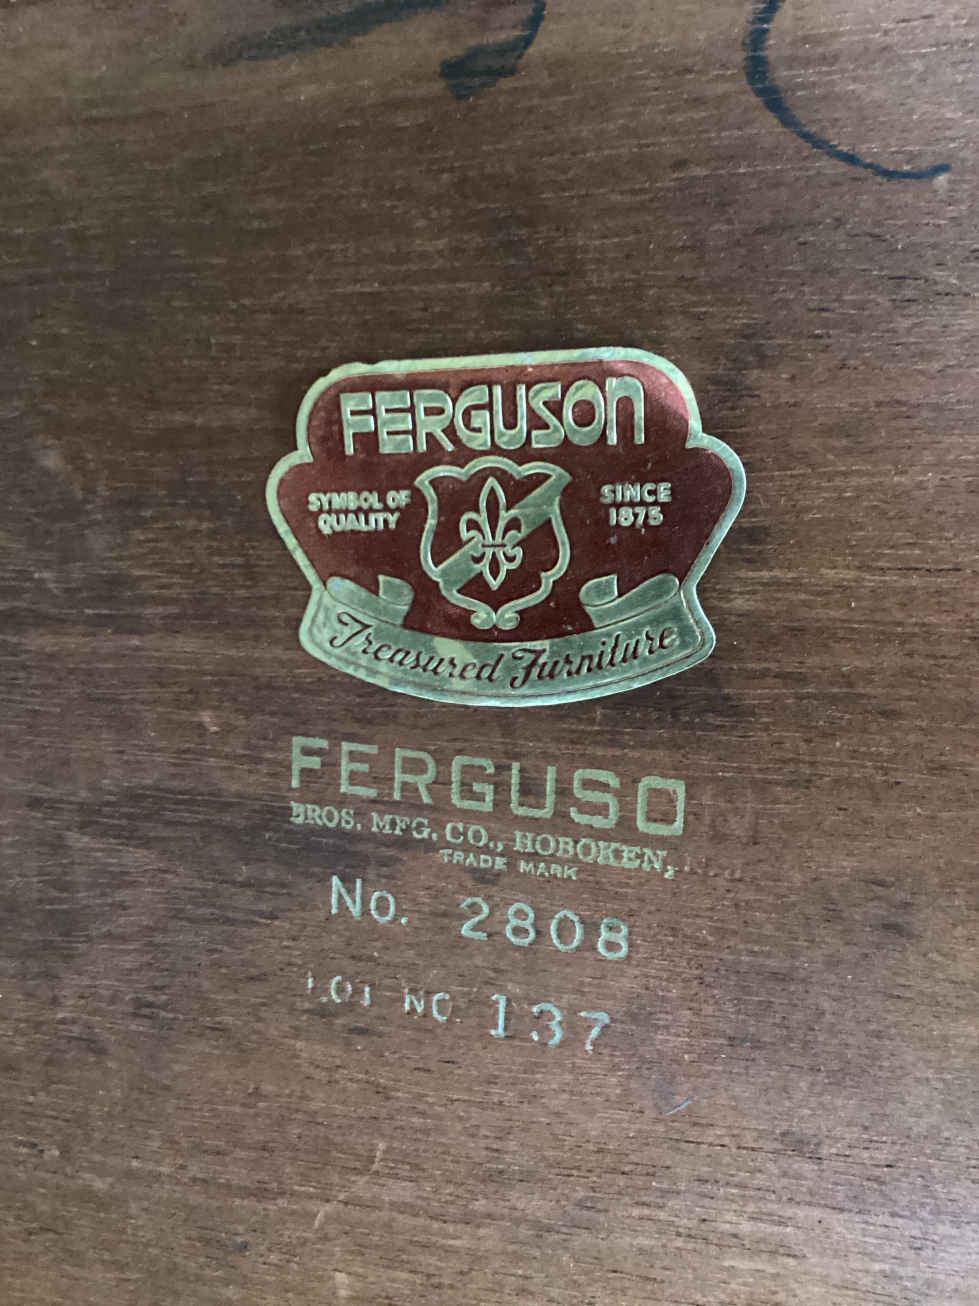 FERGUSON
SYMBOL OF
QUALITY
SINCE
1875
Treasured Furniture
FERGUSO
BROS. MFG. CO., HOBOKEN,
TRADE MARK
No. 2808
LOT NO. 137